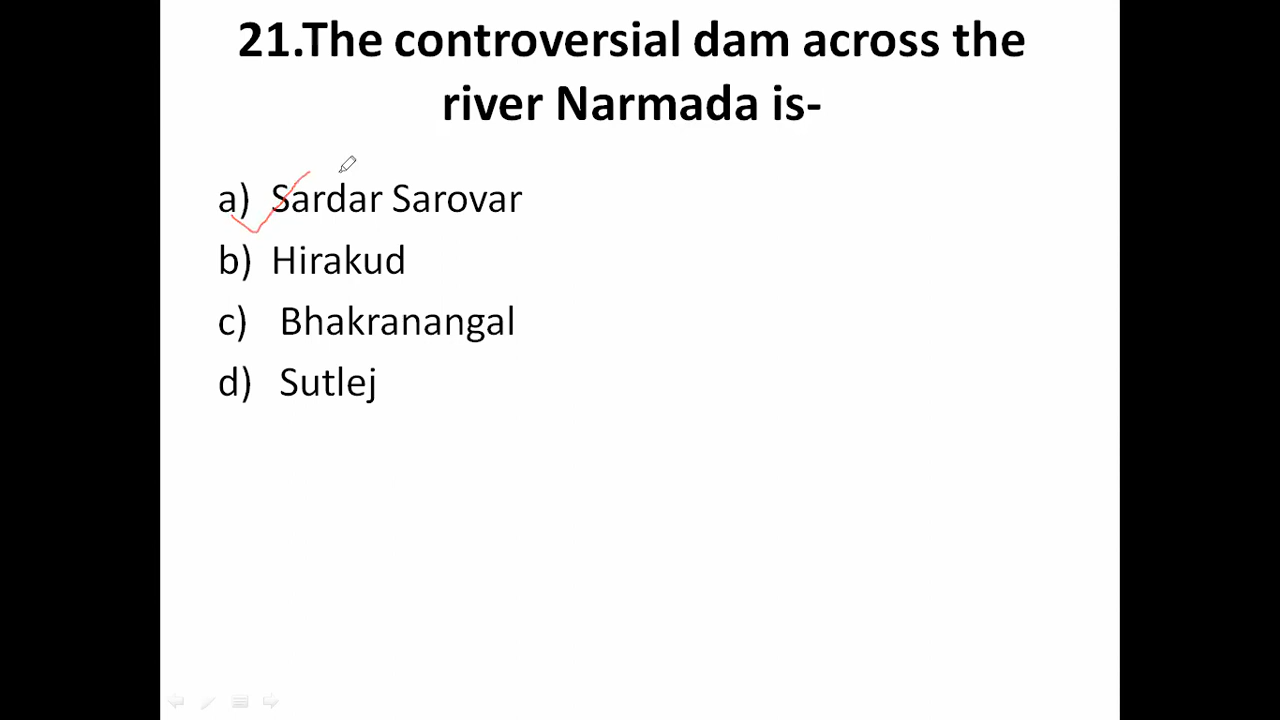 21.The controversial dam across the
river Narmada is-
a) Sardar Sarovar
b) Hirakud
c) Bhakranangal
d) Sutlej